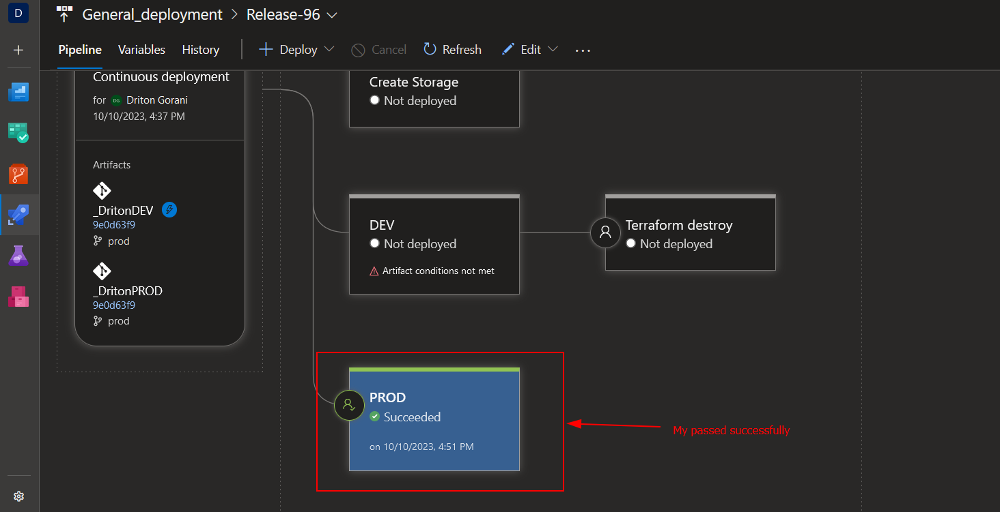 D
General_deployment > Release-96
Pipeline Variables History Deploy Cancel Refresh Edit ...
Continuous deployment
for DG Driton Gorani
10/10/2023, 4:37 PM
Artifacts
_DritonDEV
9e0d63f9
prod
_DritonPROD
9e0d63f9
prod
Create Storage
Not deployed
DEV
Not deployed
Artifact conditions not met
Terraform destroy
Not deployed
PROD
Succeeded
on 10/10/2023, 4:51 PM
My passed successfully